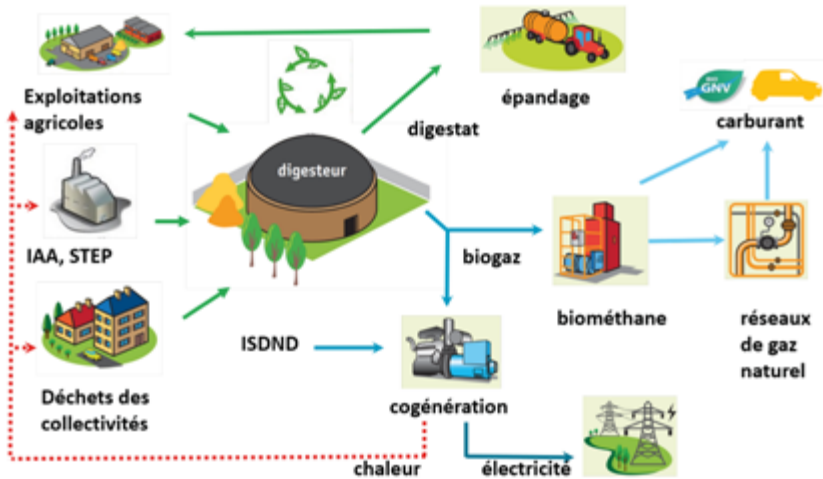 Exploitations
agricoles
IAA, STEP
Déchets des
collectivités
digesteur
digestat
épandage
BIO
GNV
carburant
biogaz
biométhane
réseaux
de gaz
naturel
ISDND
cogénération
chaleur
électricité